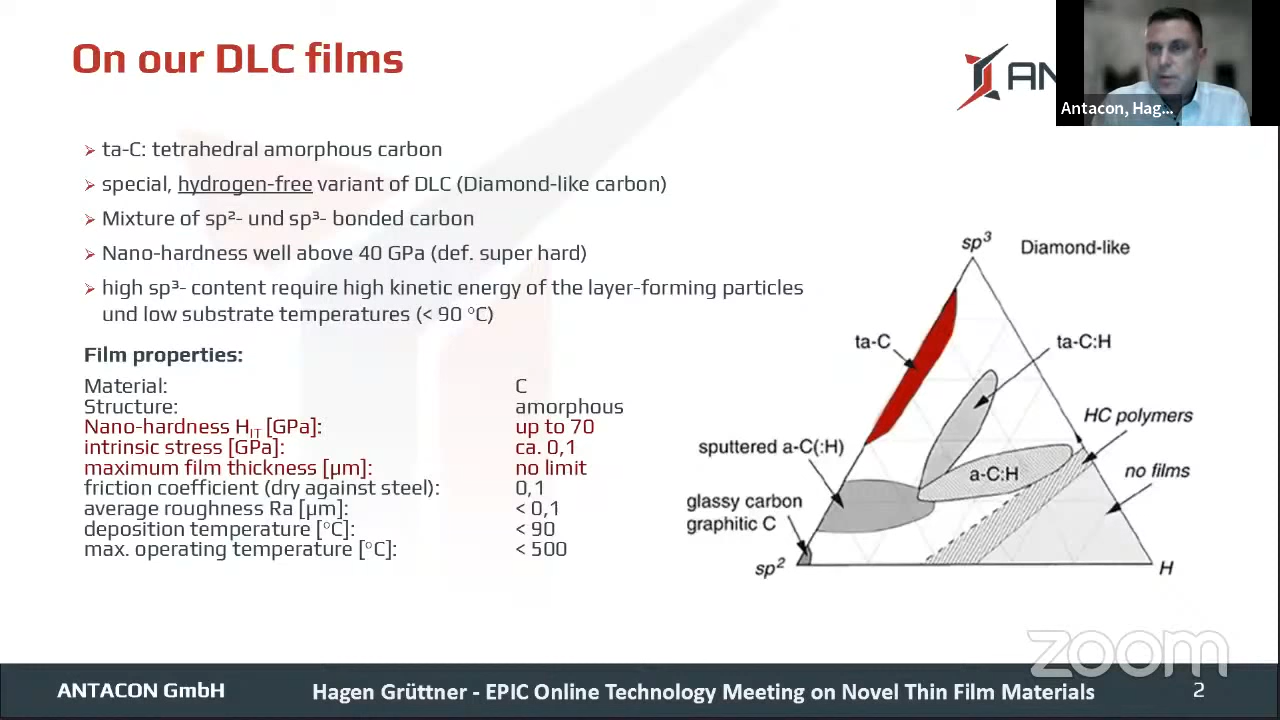 On our DLC films
AN
Antacon, Hag...
➢ ta-C: tetrahedral amorphous carbon
➢ special, hydrogen-free variant of DLC (Diamond-like carbon)
➢ Mixture of sp²- und sp³- bonded carbon
➢ Nano-hardness well above 40 GPa (def. super hard)
➢ high sp³- content require high kinetic energy of the layer-forming particles
und low substrate temperatures (< 90 °C)
Film properties:
Material: C
Structure: amorphous
Nano-hardness H_IT [GPa]: up to 70
intrinsic stress [GPa]: ca. 0,1
maximum film thickness [µm]: no limit
friction coefficient (dry against steel): 0,1
average roughness Ra [µm]: < 0,1
deposition temperature [°C]: < 90
max. operating temperature [°C]: < 500
sp³
Diamond-like
ta-C
ta-C:H
HC polymers
sputtered a-C(:H)
a-C:H
no films
glassy carbon
graphitic C
sp²
H
zoom
ANTACON GmbH
Hagen Grüttner - EPIC Online Technology Meeting on Novel Thin Film Materials
2